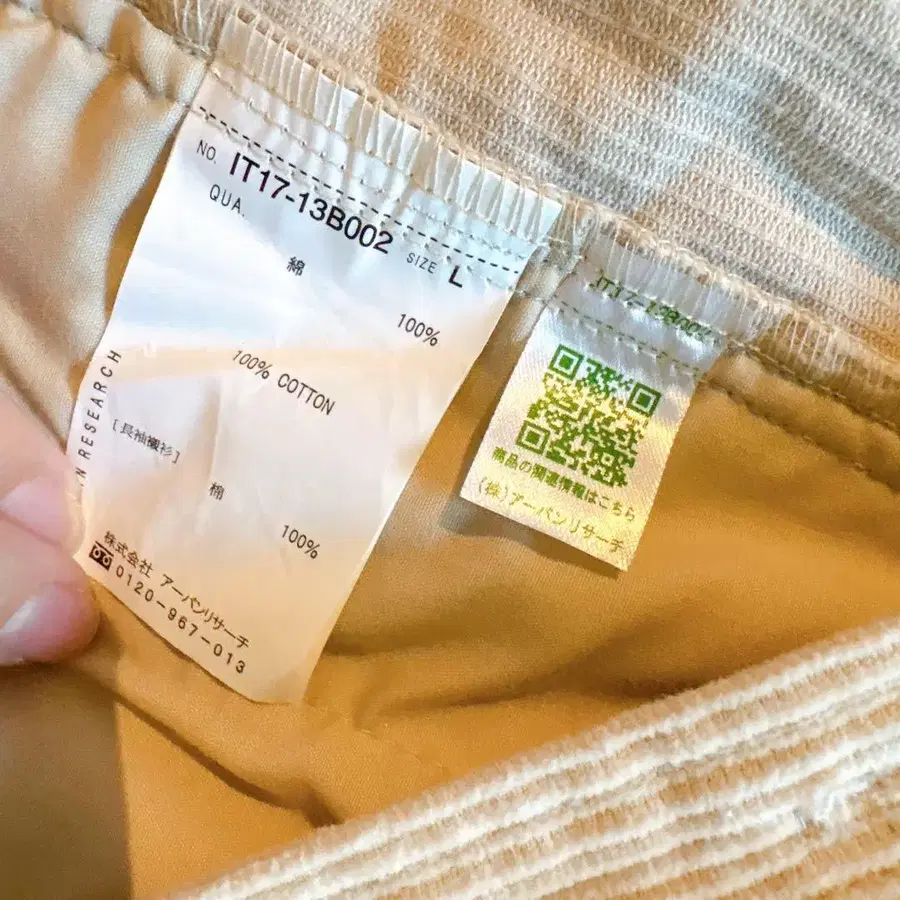 NO. IT17-13B002 SIZE L
QUA.
綿 100%
100% COTTON
[長袖襯衫]
棉 100%
株式会社 アーバンリサーチ
0120-967-013
RESEARCH
商品の関連情報はこちら
(株)アーバンリサーチ